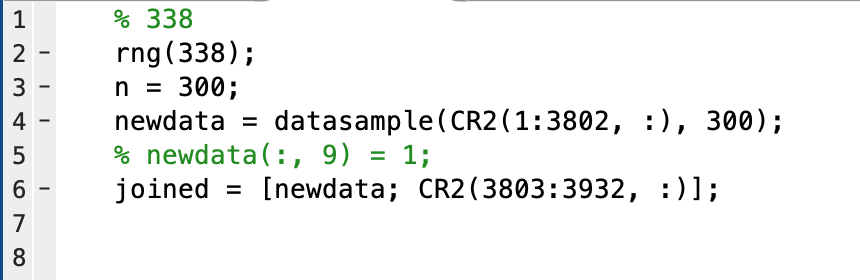 1 % 338
2 - rng(338);
3 - n = 300;
4 - newdata = datasample(CR2(1:3802, :), 300);
5 % newdata(:, 9) = 1;
6 - joined = [newdata; CR2(3803:3932, :)];
7
8